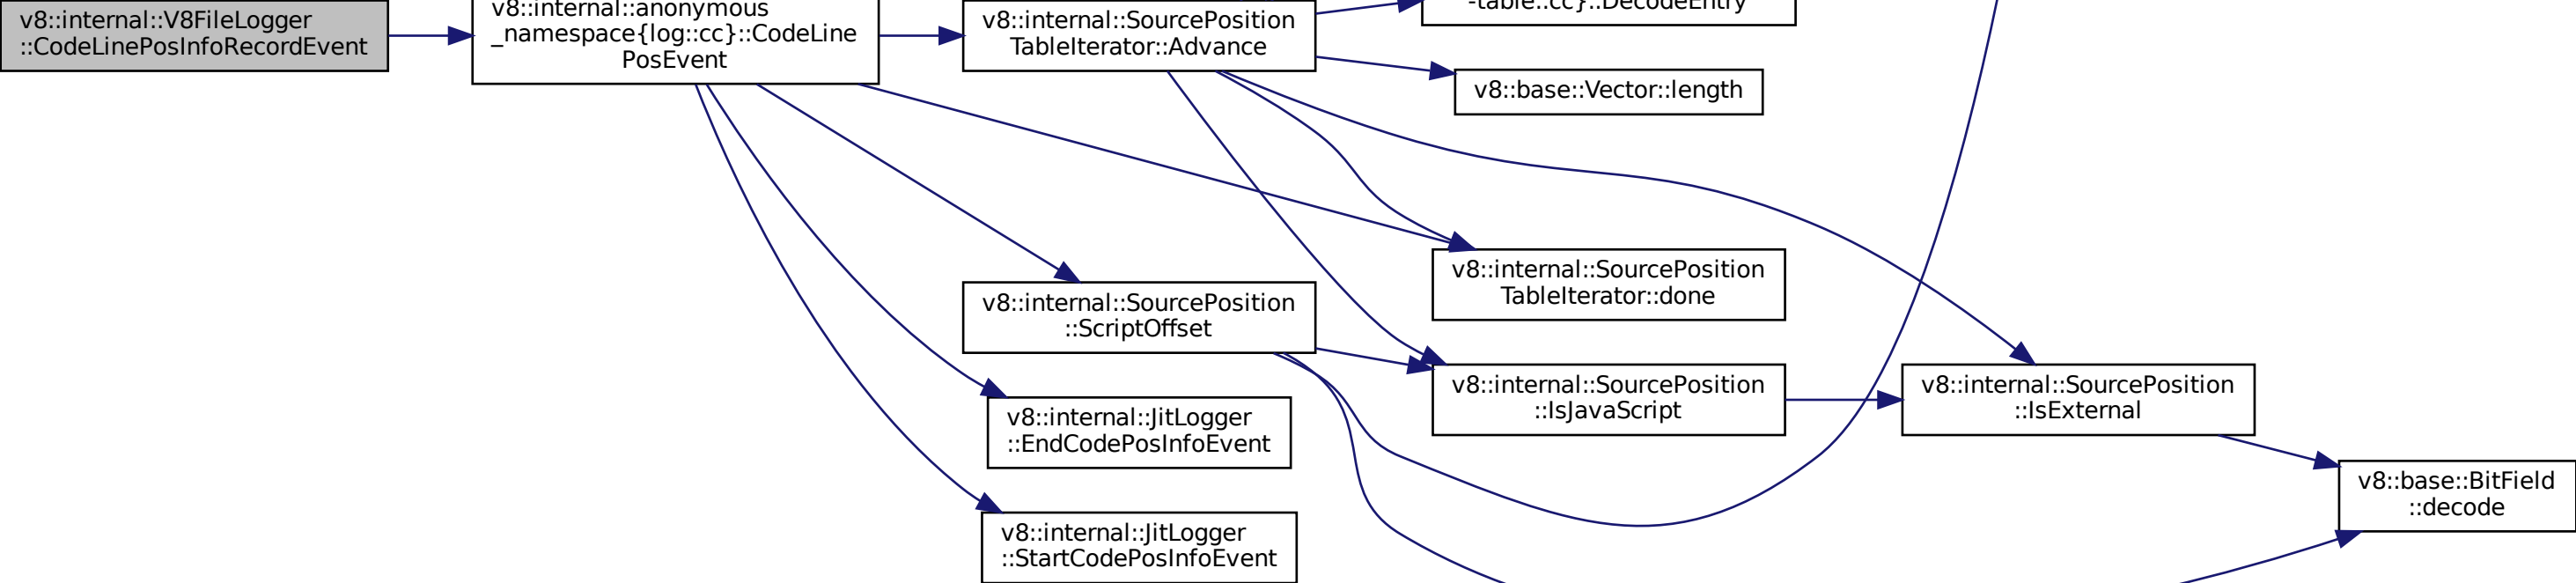 v8::internal::V8FileLogger
::CodeLinePosInfoRecordEvent
v8::internal::anonymous
_namespace{log::cc}::CodeLine
PosEvent
v8::internal::SourcePosition
TableIterator::Advance
-table::cc}::DecodeEntry
v8::base::Vector::length
v8::internal::SourcePosition
TableIterator::done
v8::internal::SourcePosition
::ScriptOffset
v8::internal::SourcePosition
::IsJavaScript
v8::internal::SourcePosition
::IsExternal
v8::internal::JitLogger
::EndCodePosInfoEvent
v8::base::BitField
::decode
v8::internal::JitLogger
::StartCodePosInfoEvent